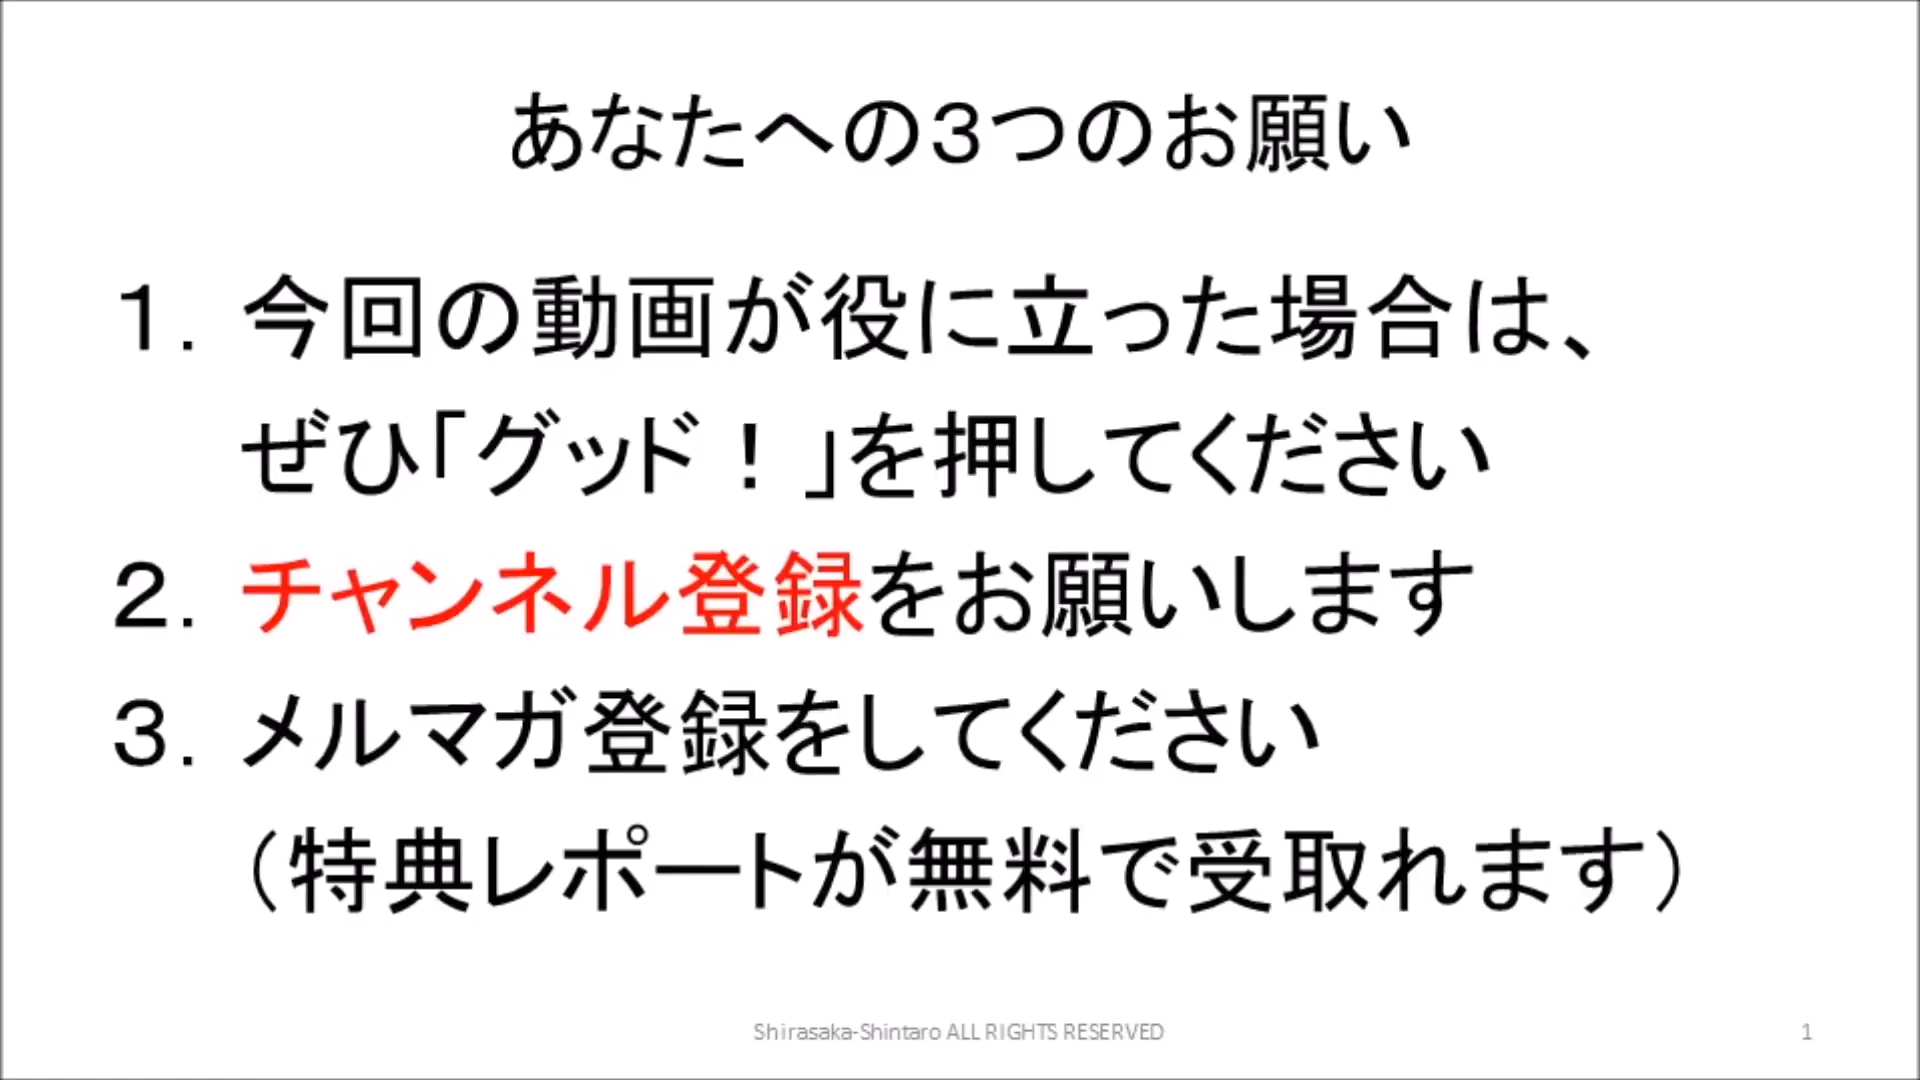 あなたへの３つのお願い
１．今回の動画が役に立った場合は、
ぜひ「グッド！」を押してください
２．チャンネル登録をお願いします
３．メルマガ登録をしてください
（特典レポートが無料で受取れます）
Shirasaka-Shintaro ALL RIGHTS RESERVED
1